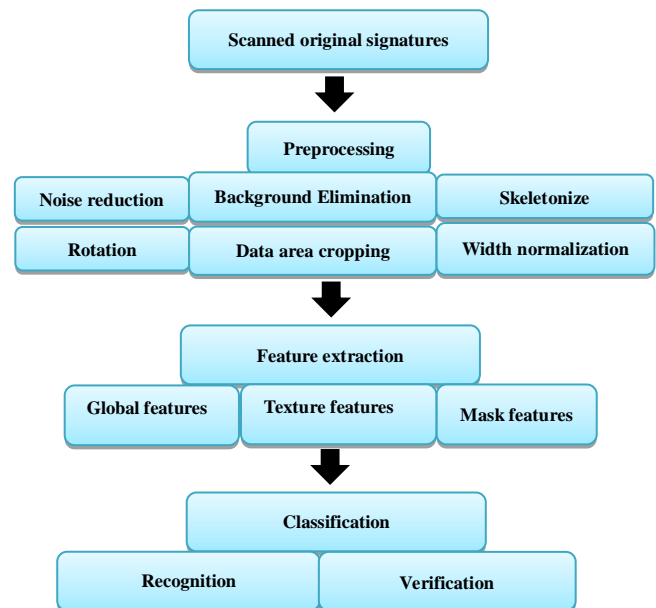 Scanned original signatures
Preprocessing
Noise reduction
Background Elimination
Skeletonize
Rotation
Data area cropping
Width normalization
Feature extraction
Global features
Texture features
Mask features
Classification
Recognition
Verification